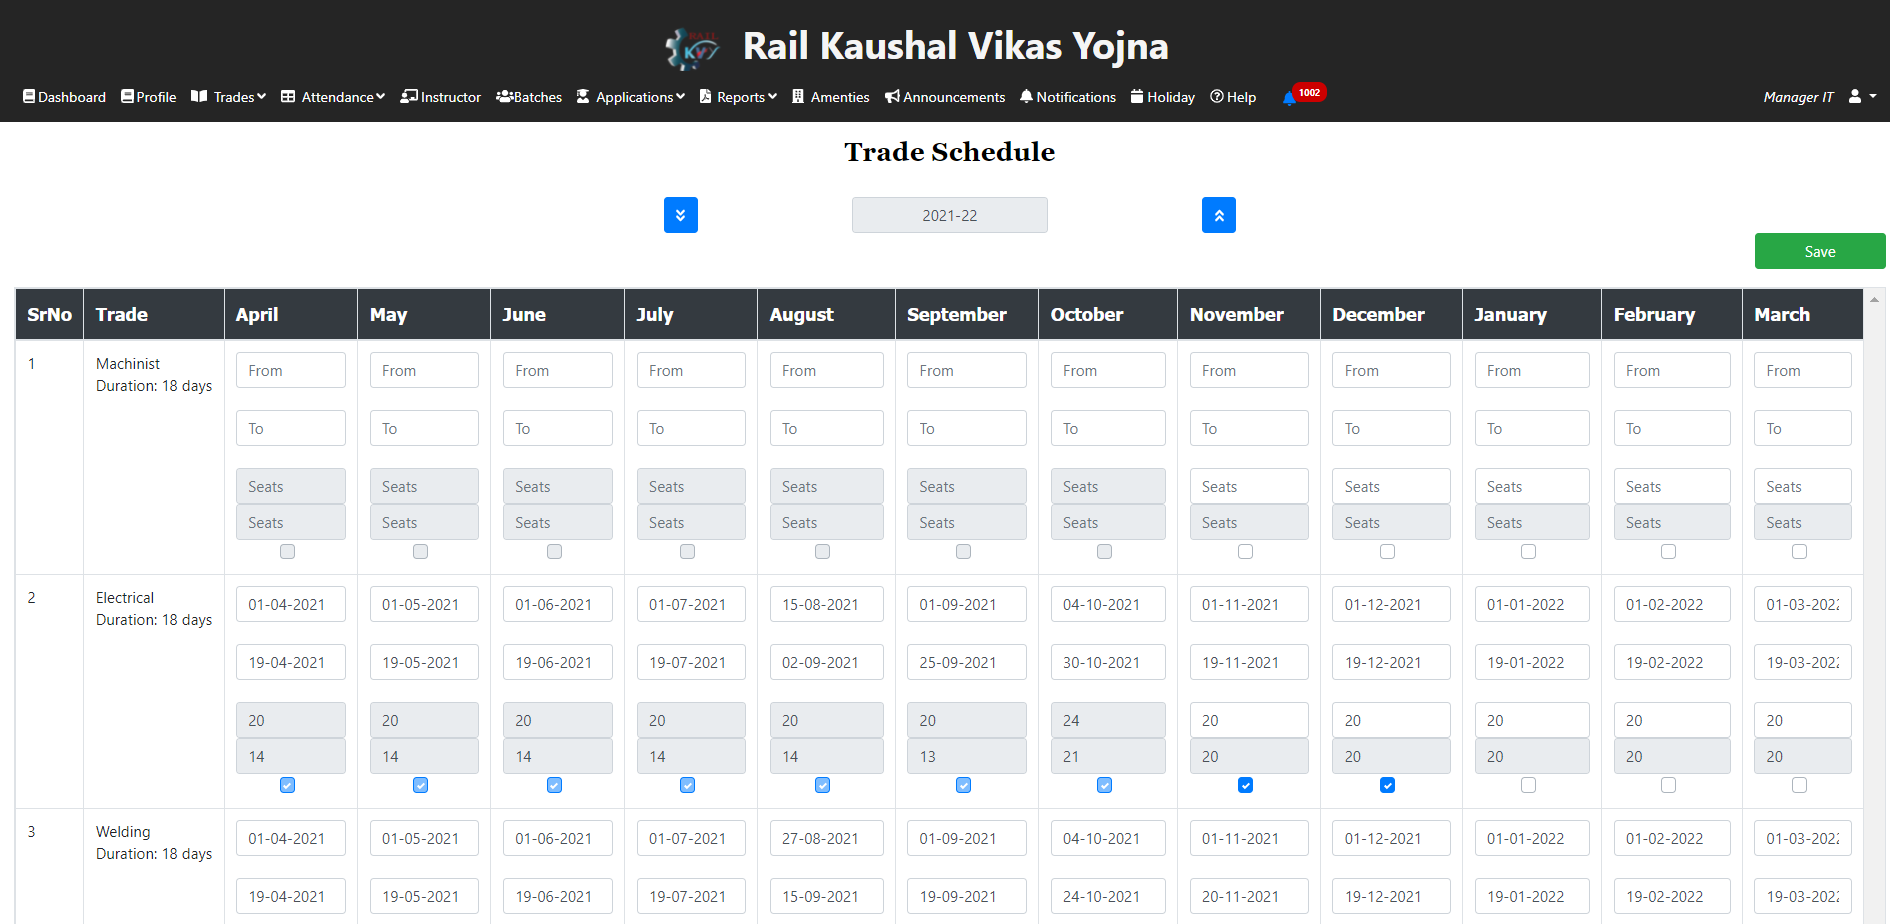 RAIL
KVY
Rail Kaushal Vikas Yojna
Dashboard Profile Trades Attendance Instructor Batches Applications Reports Amenties Announcements Notifications Holiday Help 1002 Manager IT
Trade Schedule
2021-22
Save
SrNo Trade April May June July August September October November December January February March
1 Machinist From From From From From From From From From From From From
Duration: 18 days
To To To To To To To To To To To To
Seats Seats Seats Seats Seats Seats Seats Seats Seats Seats Seats Seats
Seats Seats Seats Seats Seats Seats Seats Seats Seats Seats Seats Seats
2 Electrical 01-04-2021 01-05-2021 01-06-2021 01-07-2021 15-08-2021 01-09-2021 04-10-2021 01-11-2021 01-12-2021 01-01-2022 01-02-2022 01-03-2022
Duration: 18 days
19-04-2021 19-05-2021 19-06-2021 19-07-2021 02-09-2021 25-09-2021 30-10-2021 19-11-2021 19-12-2021 19-01-2022 19-02-2022 19-03-2022
20 20 20 20 20 20 24 20 20 20 20 20
14 14 14 14 14 13 21 20 20 20 20 20
3 Welding 01-04-2021 01-05-2021 01-06-2021 01-07-2021 27-08-2021 01-09-2021 04-10-2021 01-11-2021 01-12-2021 01-01-2022 01-02-2022 01-03-2022
Duration: 18 days
19-04-2021 19-05-2021 19-06-2021 19-07-2021 15-09-2021 19-09-2021 24-10-2021 20-11-2021 19-12-2021 19-01-2022 19-02-2022 19-03-2022